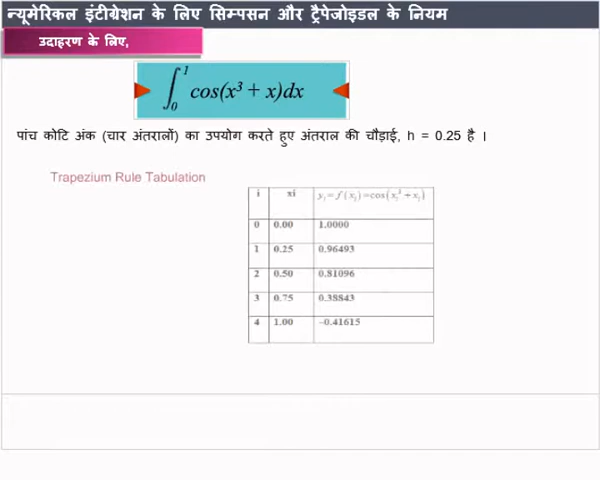 न्यूमेरिकल इंटीग्रेशन के लिए सिम्पसन और ट्रैपेजोइडल के नियम
उदाहरण के लिए,
∫₀¹ cos(x³ + x)dx
पांच कोटि अंक (चार अंतरालों) का उपयोग करते हुए अंतराल की चौड़ाई, h = 0.25 है ।
Trapezium Rule Tabulation
i xi yᵢ = f(xᵢ) = cos(xᵢ³ + xᵢ)
0 0.00 1.0000
1 0.25 0.96493
2 0.50 0.81096
3 0.75 0.38843
4 1.00 −0.41615